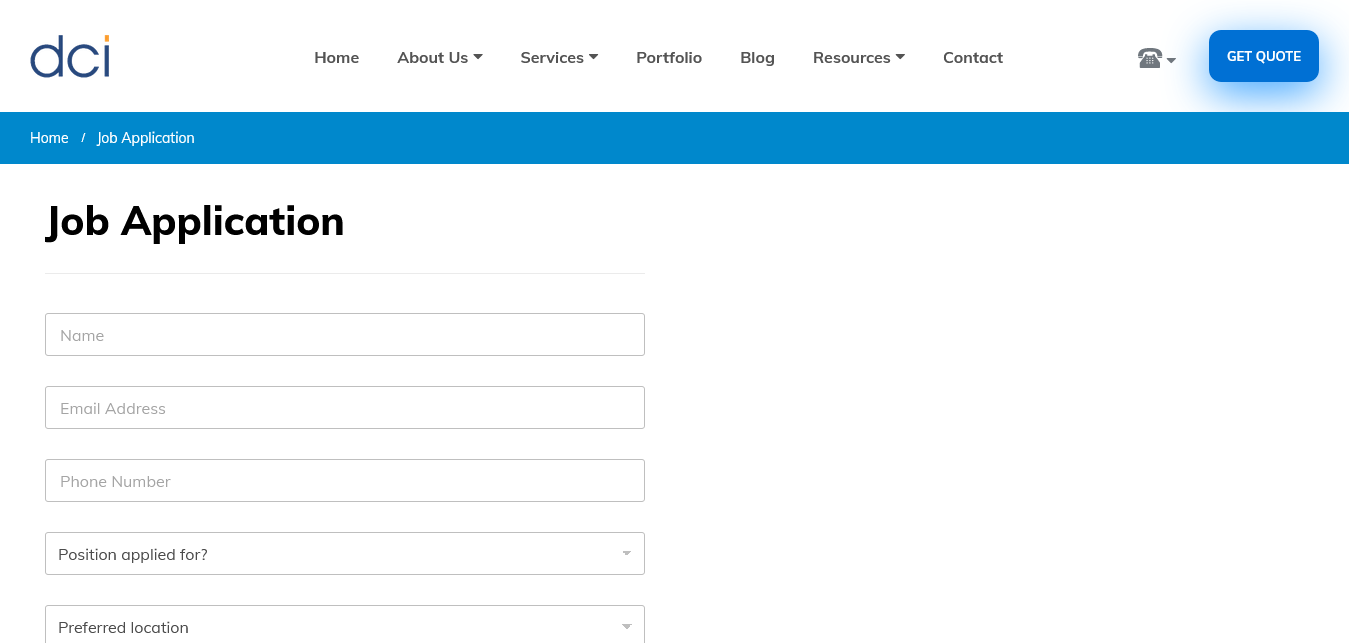 dci
Home About Us Services Portfolio Blog Resources Contact
GET QUOTE
Home / Job Application
Job Application
Name
Email Address
Phone Number
Position applied for?
Preferred location